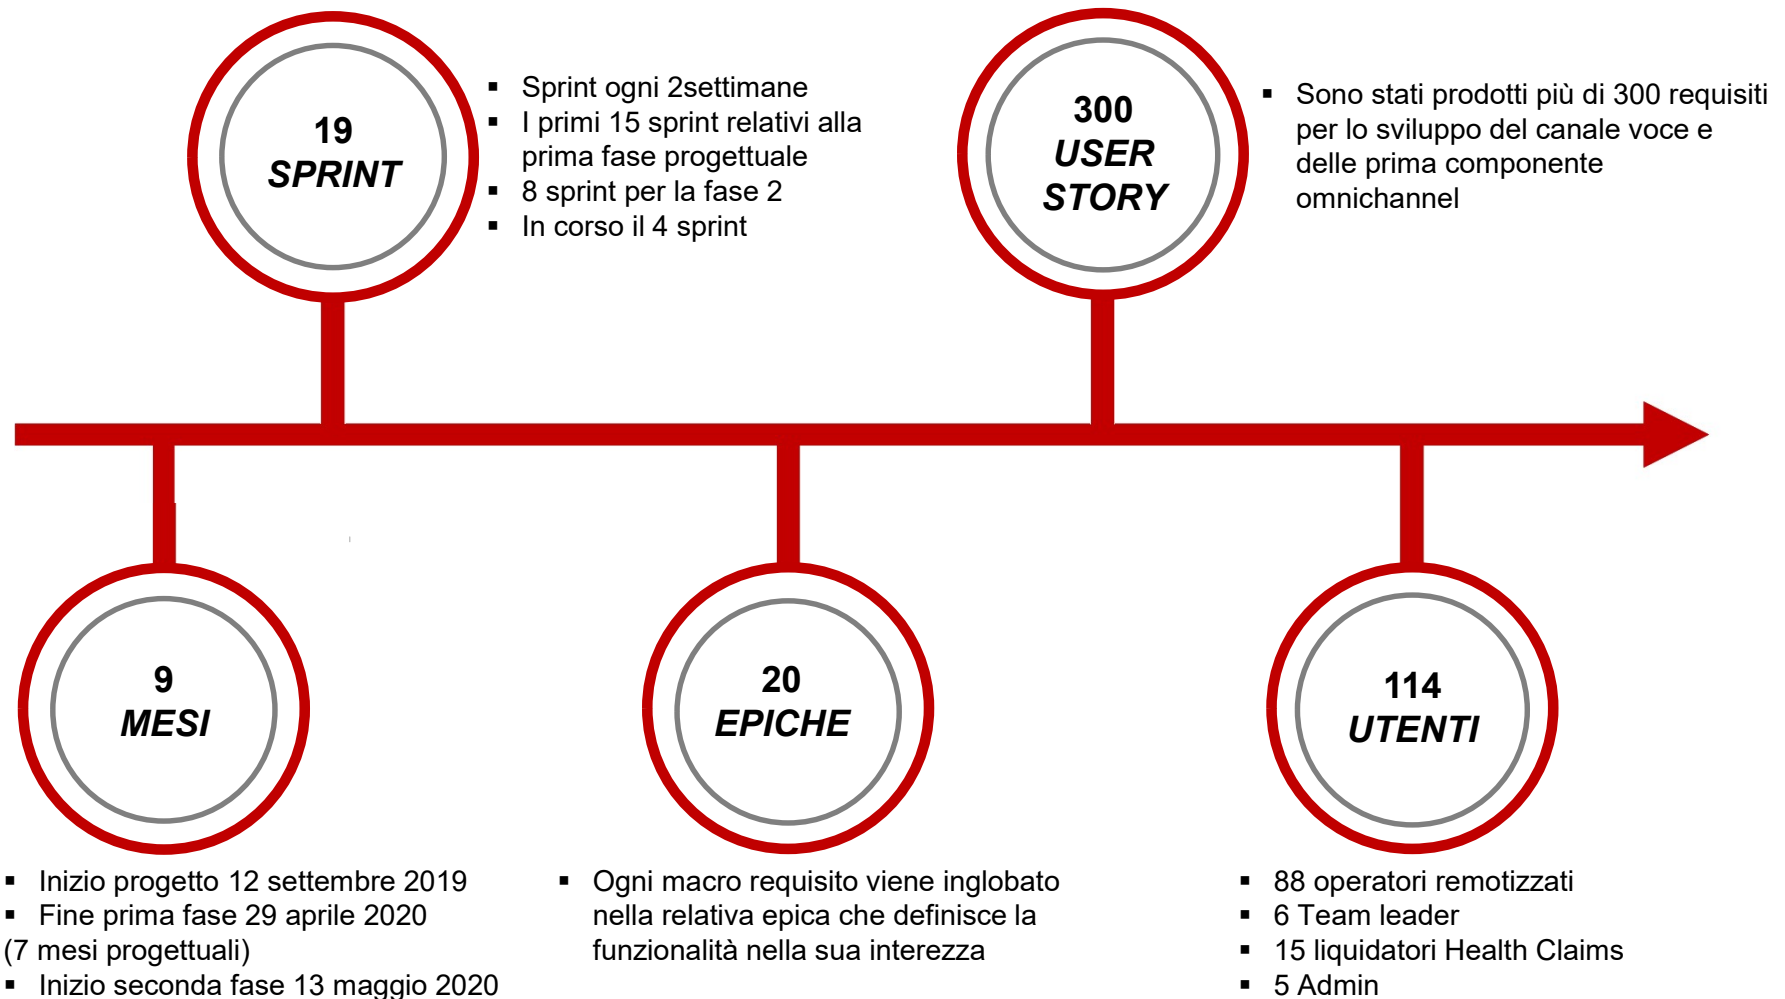 19
SPRINT
▪ Sprint ogni 2settimane
▪ I primi 15 sprint relativi alla
prima fase progettuale
▪ 8 sprint per la fase 2
▪ In corso il 4 sprint
300
USER
STORY
▪ Sono stati prodotti più di 300 requisiti
per lo sviluppo del canale voce e
delle prima componente
omnichannel
9
MESI
▪ Inizio progetto 12 settembre 2019
▪ Fine prima fase 29 aprile 2020
(7 mesi progettuali)
▪ Inizio seconda fase 13 maggio 2020
20
EPICHE
▪ Ogni macro requisito viene inglobato
nella relativa epica che definisce la
funzionalità nella sua interezza
114
UTENTI
▪ 88 operatori remotizzati
▪ 6 Team leader
▪ 15 liquidatori Health Claims
▪ 5 Admin